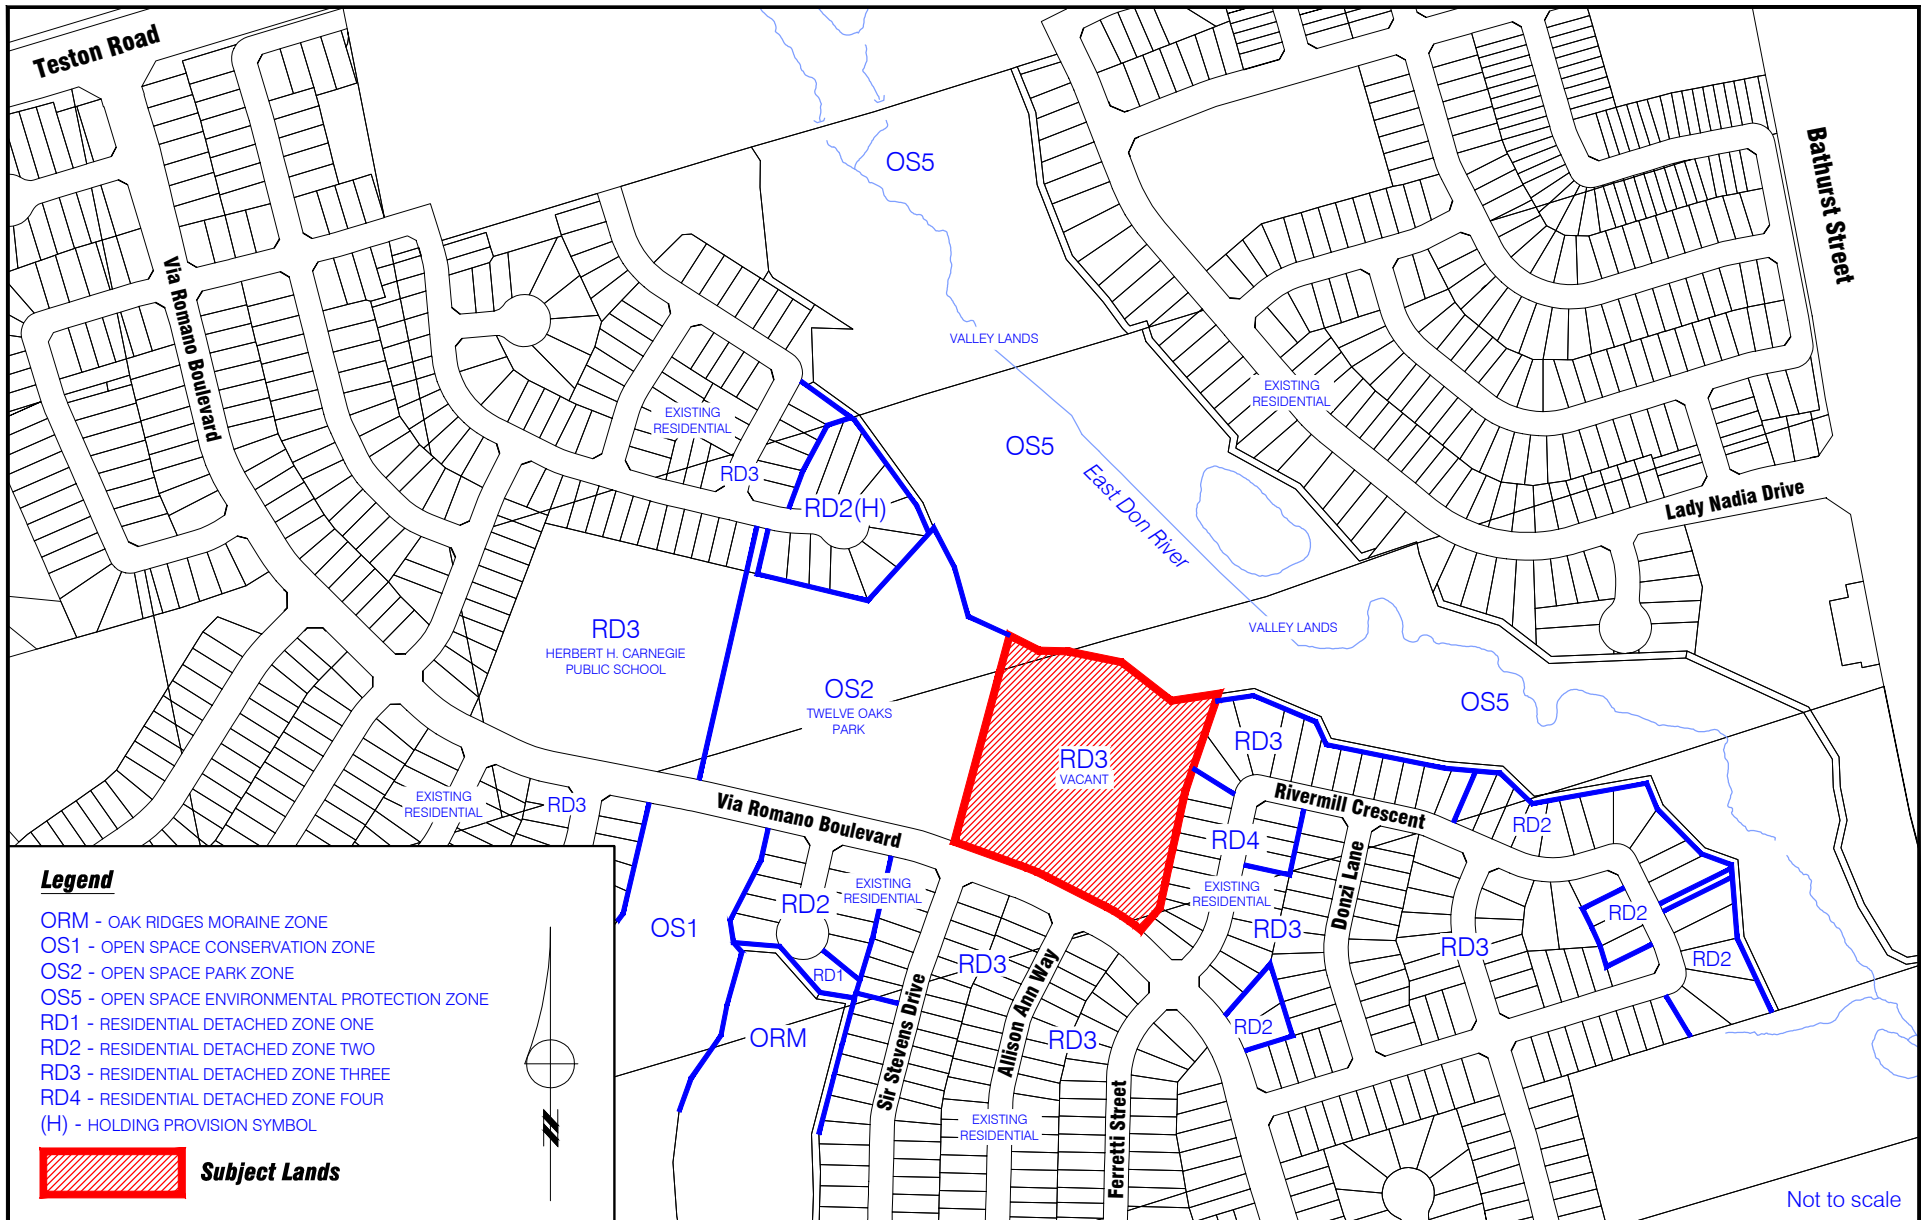 Teston Road
Bathurst Street
OS5
Via Romano Boulevard
VALLEY LANDS
EXISTING
RESIDENTIAL
EXISTING
RESIDENTIAL
OS5
RD3
East Don River
Lady Nadia Drive
RD2(H)
RD3
HERBERT H. CARNEGIE
PUBLIC SCHOOL
VALLEY LANDS
OS2
TWELVE OAKS
PARK
OS5
RD3
RD3
VACANT
EXISTING
RESIDENTIAL
RD3
Via Romano Boulevard
Rivermill Crescent
RD2
RD4
Donzi Lane
EXISTING
RESIDENTIAL
EXISTING
RESIDENTIAL
RD2
RD2
OS1
RD3
RD3
RD3
RD2
RD1
Sir Stevens Drive
Allison Ann Way
RD2
ORM
RD3
Ferretti Street
EXISTING
RESIDENTIAL
Legend
ORM - OAK RIDGES MORAINE ZONE
OS1 - OPEN SPACE CONSERVATION ZONE
OS2 - OPEN SPACE PARK ZONE
OS5 - OPEN SPACE ENVIRONMENTAL PROTECTION ZONE
RD1 - RESIDENTIAL DETACHED ZONE ONE
RD2 - RESIDENTIAL DETACHED ZONE TWO
RD3 - RESIDENTIAL DETACHED ZONE THREE
RD4 - RESIDENTIAL DETACHED ZONE FOUR
(H) - HOLDING PROVISION SYMBOL
Subject Lands
Not to scale